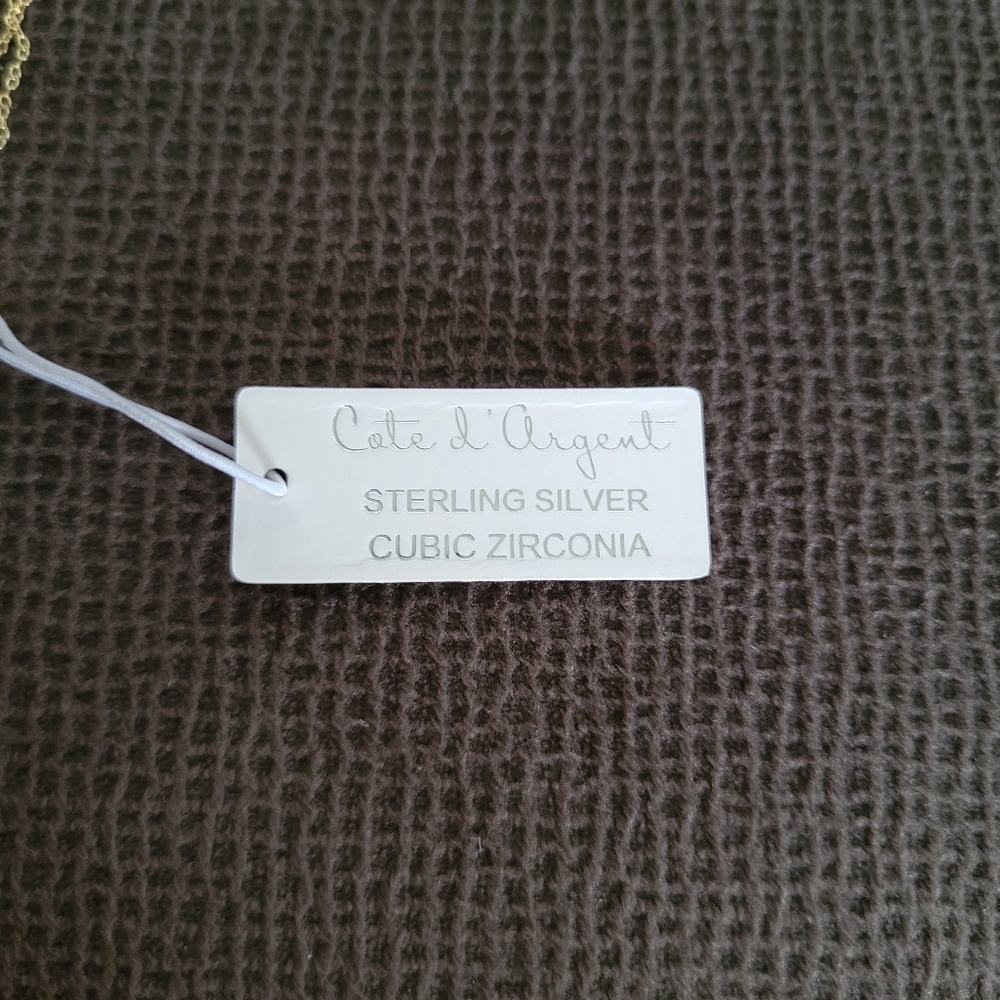 Cote d'Argent
STERLING SILVER
CUBIC ZIRCONIA